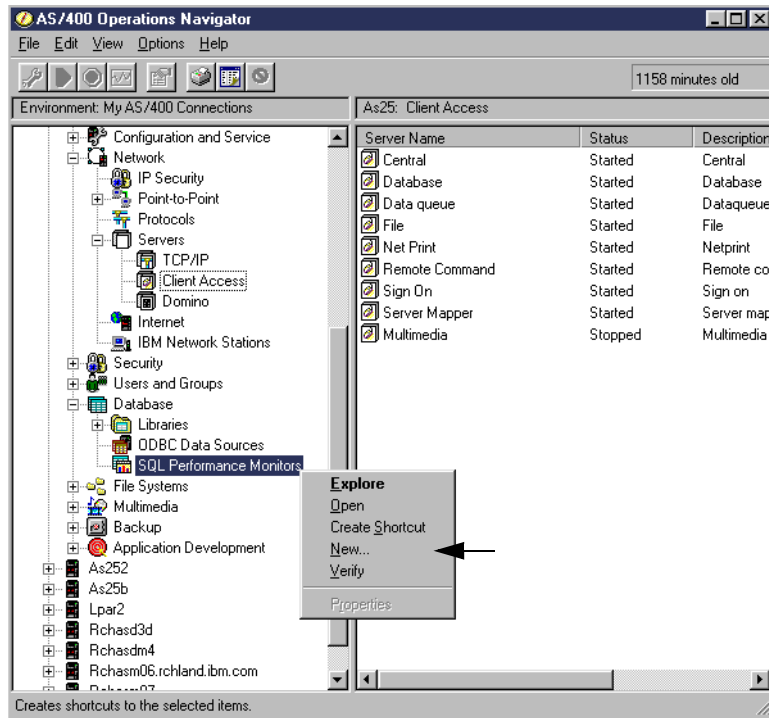 AS/400 Operations Navigator
File Edit View Options Help
1158 minutes old
Environment: My AS/400 Connections
As25: Client Access
Configuration and Service
Network
IP Security
Point-to-Point
Protocols
Servers
TCP/IP
Client Access
Domino
Internet
IBM Network Stations
Security
Users and Groups
Database
Libraries
ODBC Data Sources
SQL Performance Monitors
File Systems
Multimedia
Backup
Application Development
As252
As25b
Lpar2
Rchasd3d
Rchasdm4
Rchasm06.rchland.ibm.com
Server Name Status Description
Central Started Central
Database Started Database
Data queue Started Dataqueue
File Started File
Net Print Started Netprint
Remote Command Started Remote co
Sign On Started Sign on
Server Mapper Started Server map
Multimedia Stopped Multimedia
Explore
Open
Create Shortcut
New...
Verify
Properties
Creates shortcuts to the selected items.